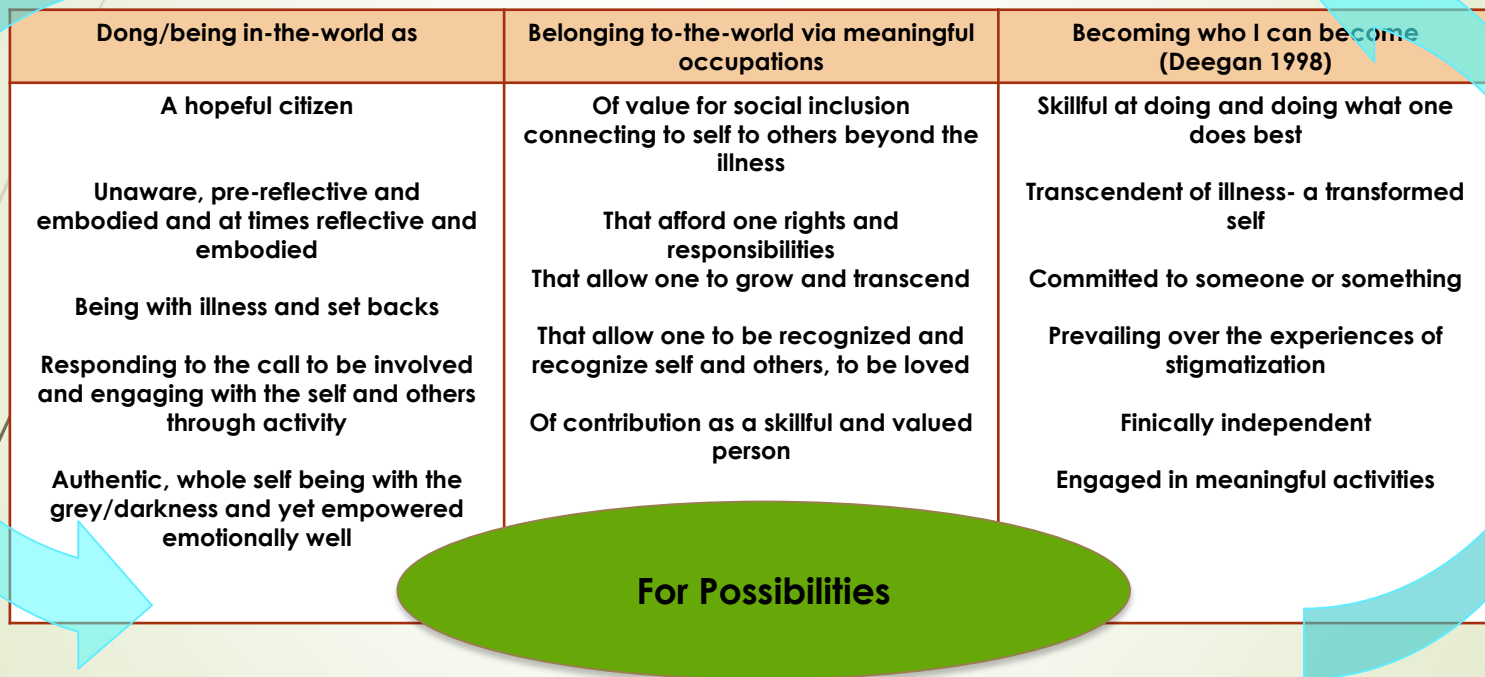 Dong/being in-the-world as
A hopeful citizen
Unaware, pre-reflective and
embodied and at times reflective and
embodied
Being with illness and set backs
Responding to the call to be involved
and engaging with the self and others
through activity
Authentic, whole self being with the
grey/darkness and yet empowered
emotionally well
Belonging to-the-world via meaningful
occupations
Of value for social inclusion
connecting to self to others beyond the
illness
That afford one rights and
responsibilities
That allow one to grow and transcend
That allow one to be recognized and
recognize self and others, to be loved
Of contribution as a skillful and valued
person
Becoming who I can become
(Deegan 1998)
Skillful at doing and doing what one
does best
Transcendent of illness- a transformed
self
Committed to someone or something
Prevailing over the experiences of
stigmatization
Finically independent
Engaged in meaningful activities
For Possibilities